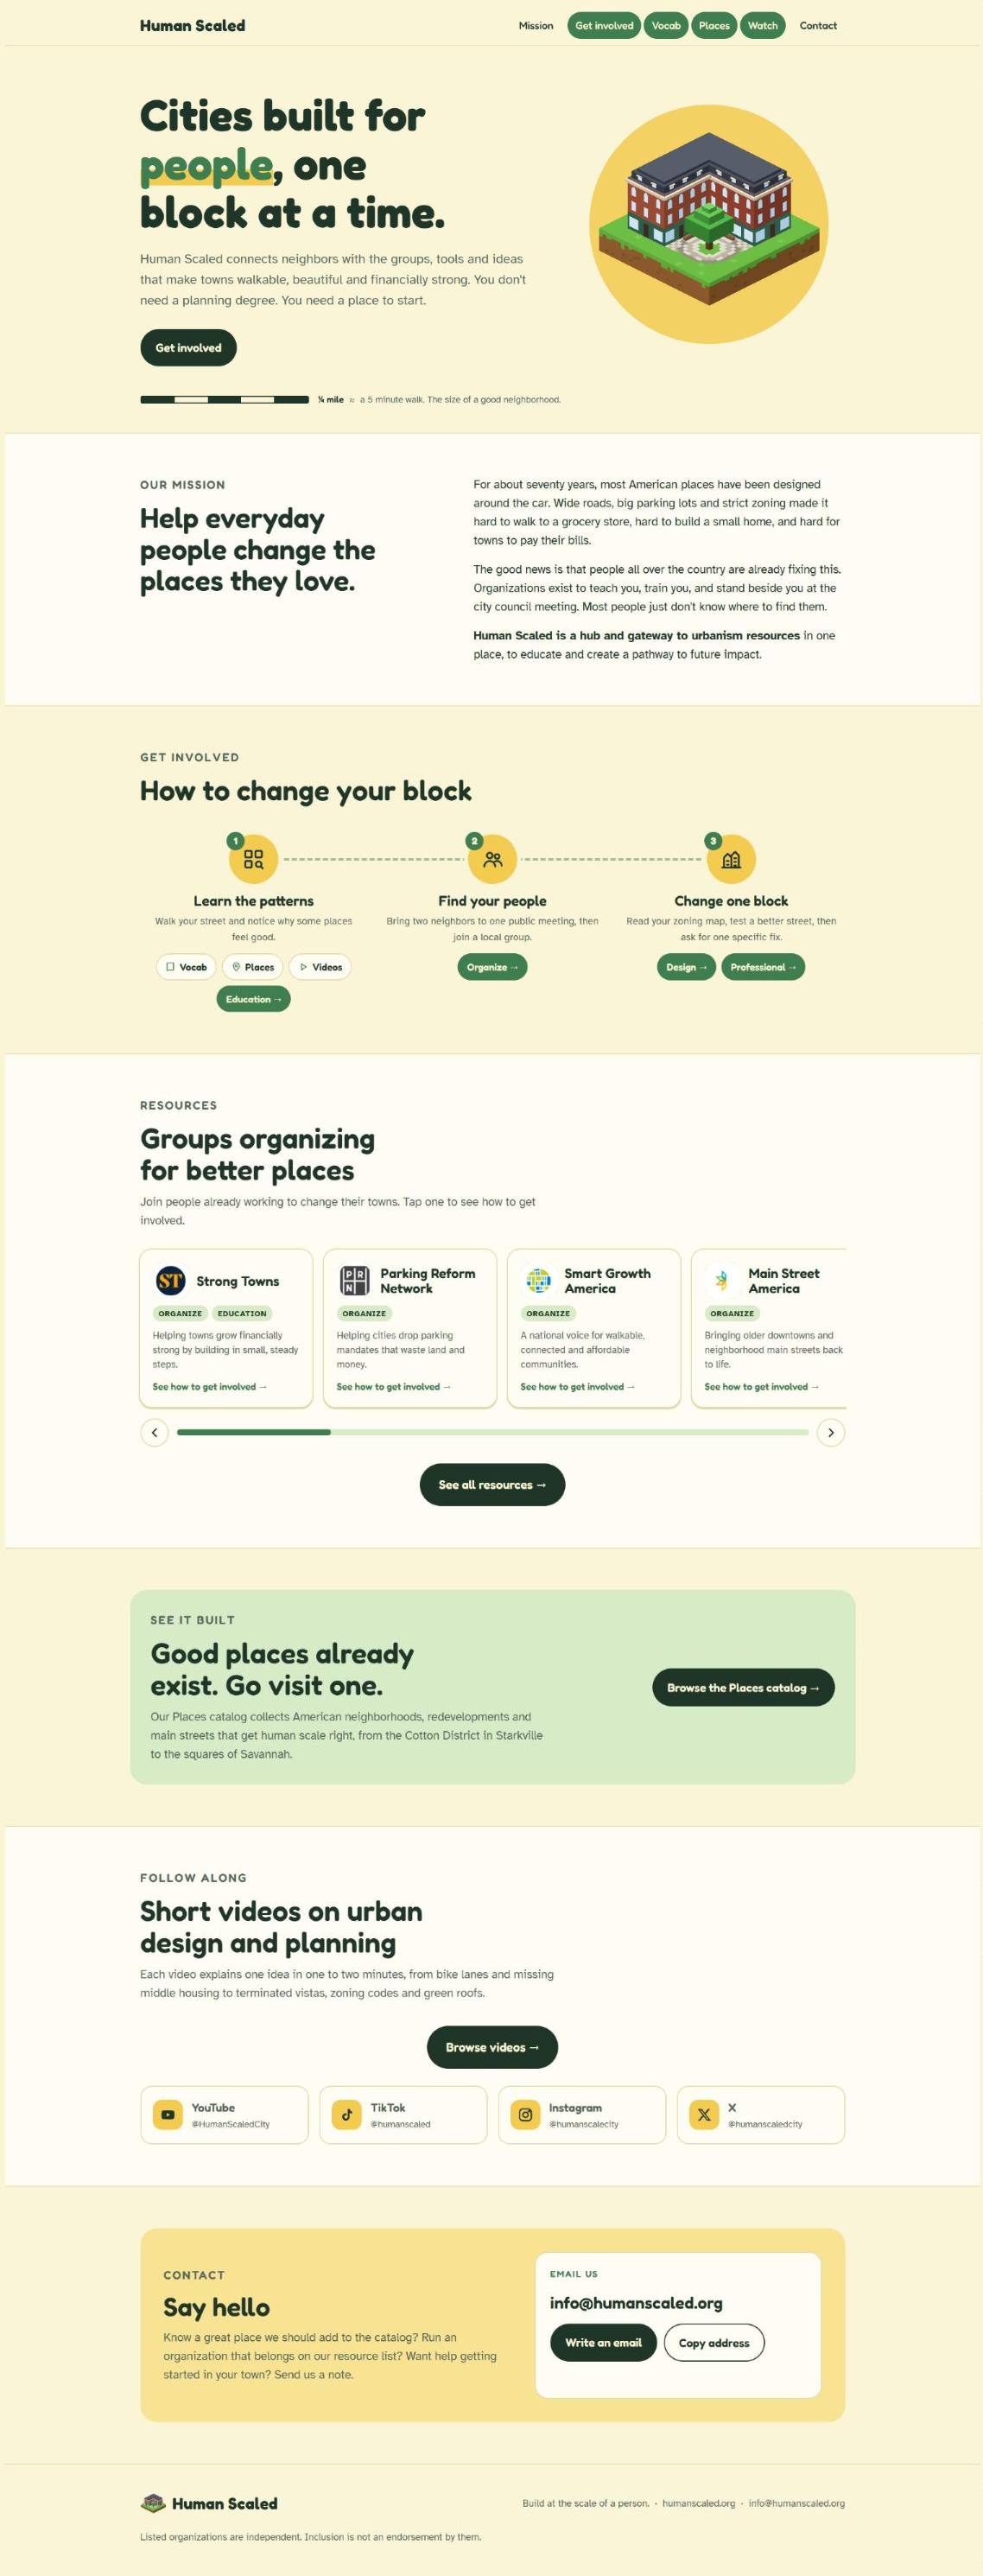 Human Scaled
Mission Get involved Vocab Places Watch Contact
Cities built for
people, one
block at a time.
Human Scaled connects neighbors with the groups, tools and ideas
that make towns walkable, beautiful and financially strong. You don't
need a planning degree. You need a place to start.
Get involved
¼ mile ≈ a 5 minute walk. The size of a good neighborhood.
OUR MISSION
Help everyday
people change the
places they love.
For about seventy years, most American places have been designed
around the car. Wide roads, big parking lots and strict zoning made it
hard to walk to a grocery store, hard to build a small home, and hard for
towns to pay their bills.
The good news is that people all over the country are already fixing this.
Organizations exist to teach you, train you, and stand beside you at the
city council meeting. Most people just don't know where to find them.
Human Scaled is a hub and gateway to urbanism resources in one
place, to educate and create a pathway to future impact.
GET INVOLVED
How to change your block
1
2
3
Learn the patterns
Walk your street and notice why some places
feel good.
Vocab Places Videos
Education →
Find your people
Bring two neighbors to one public meeting, then
join a local group.
Organize →
Change one block
Read your zoning map, test a better street, then
ask for one specific fix.
Design → Professional →
RESOURCES
Groups organizing
for better places
Join people already working to change their towns. Tap one to see how to get
involved.
ST
Strong Towns
ORGANIZE EDUCATION
Helping towns grow financially
strong by building in small, steady
steps.
See how to get involved →
PRN
Parking Reform
Network
ORGANIZE
Helping cities drop parking
mandates that waste land and
money.
See how to get involved →
Smart Growth
America
ORGANIZE
A national voice for walkable,
connected and affordable
communities.
See how to get involved →
Main Street
America
ORGANIZE
Bringing older downtowns and
neighborhood main streets back
to life.
See how to get involved →
See all resources →
SEE IT BUILT
Good places already
exist. Go visit one.
Our Places catalog collects American neighborhoods, redevelopments and
main streets that get human scale right, from the Cotton District in Starkville
to the squares of Savannah.
Browse the Places catalog →
FOLLOW ALONG
Short videos on urban
design and planning
Each video explains one idea in one to two minutes, from bike lanes and missing
middle housing to terminated vistas, zoning codes and green roofs.
Browse videos →
YouTube
@HumanScaledCity
TikTok
@humanscaled
Instagram
@humanscalecity
X
@humanscaledcity
CONTACT
Say hello
Know a great place we should add to the catalog? Run an
organization that belongs on our resource list? Want help getting
started in your town? Send us a note.
EMAIL US
info@humanscaled.org
Write an email Copy address
Human Scaled
Build at the scale of a person. · humanscaled.org · info@humanscaled.org
Listed organizations are independent. Inclusion is not an endorsement by them.